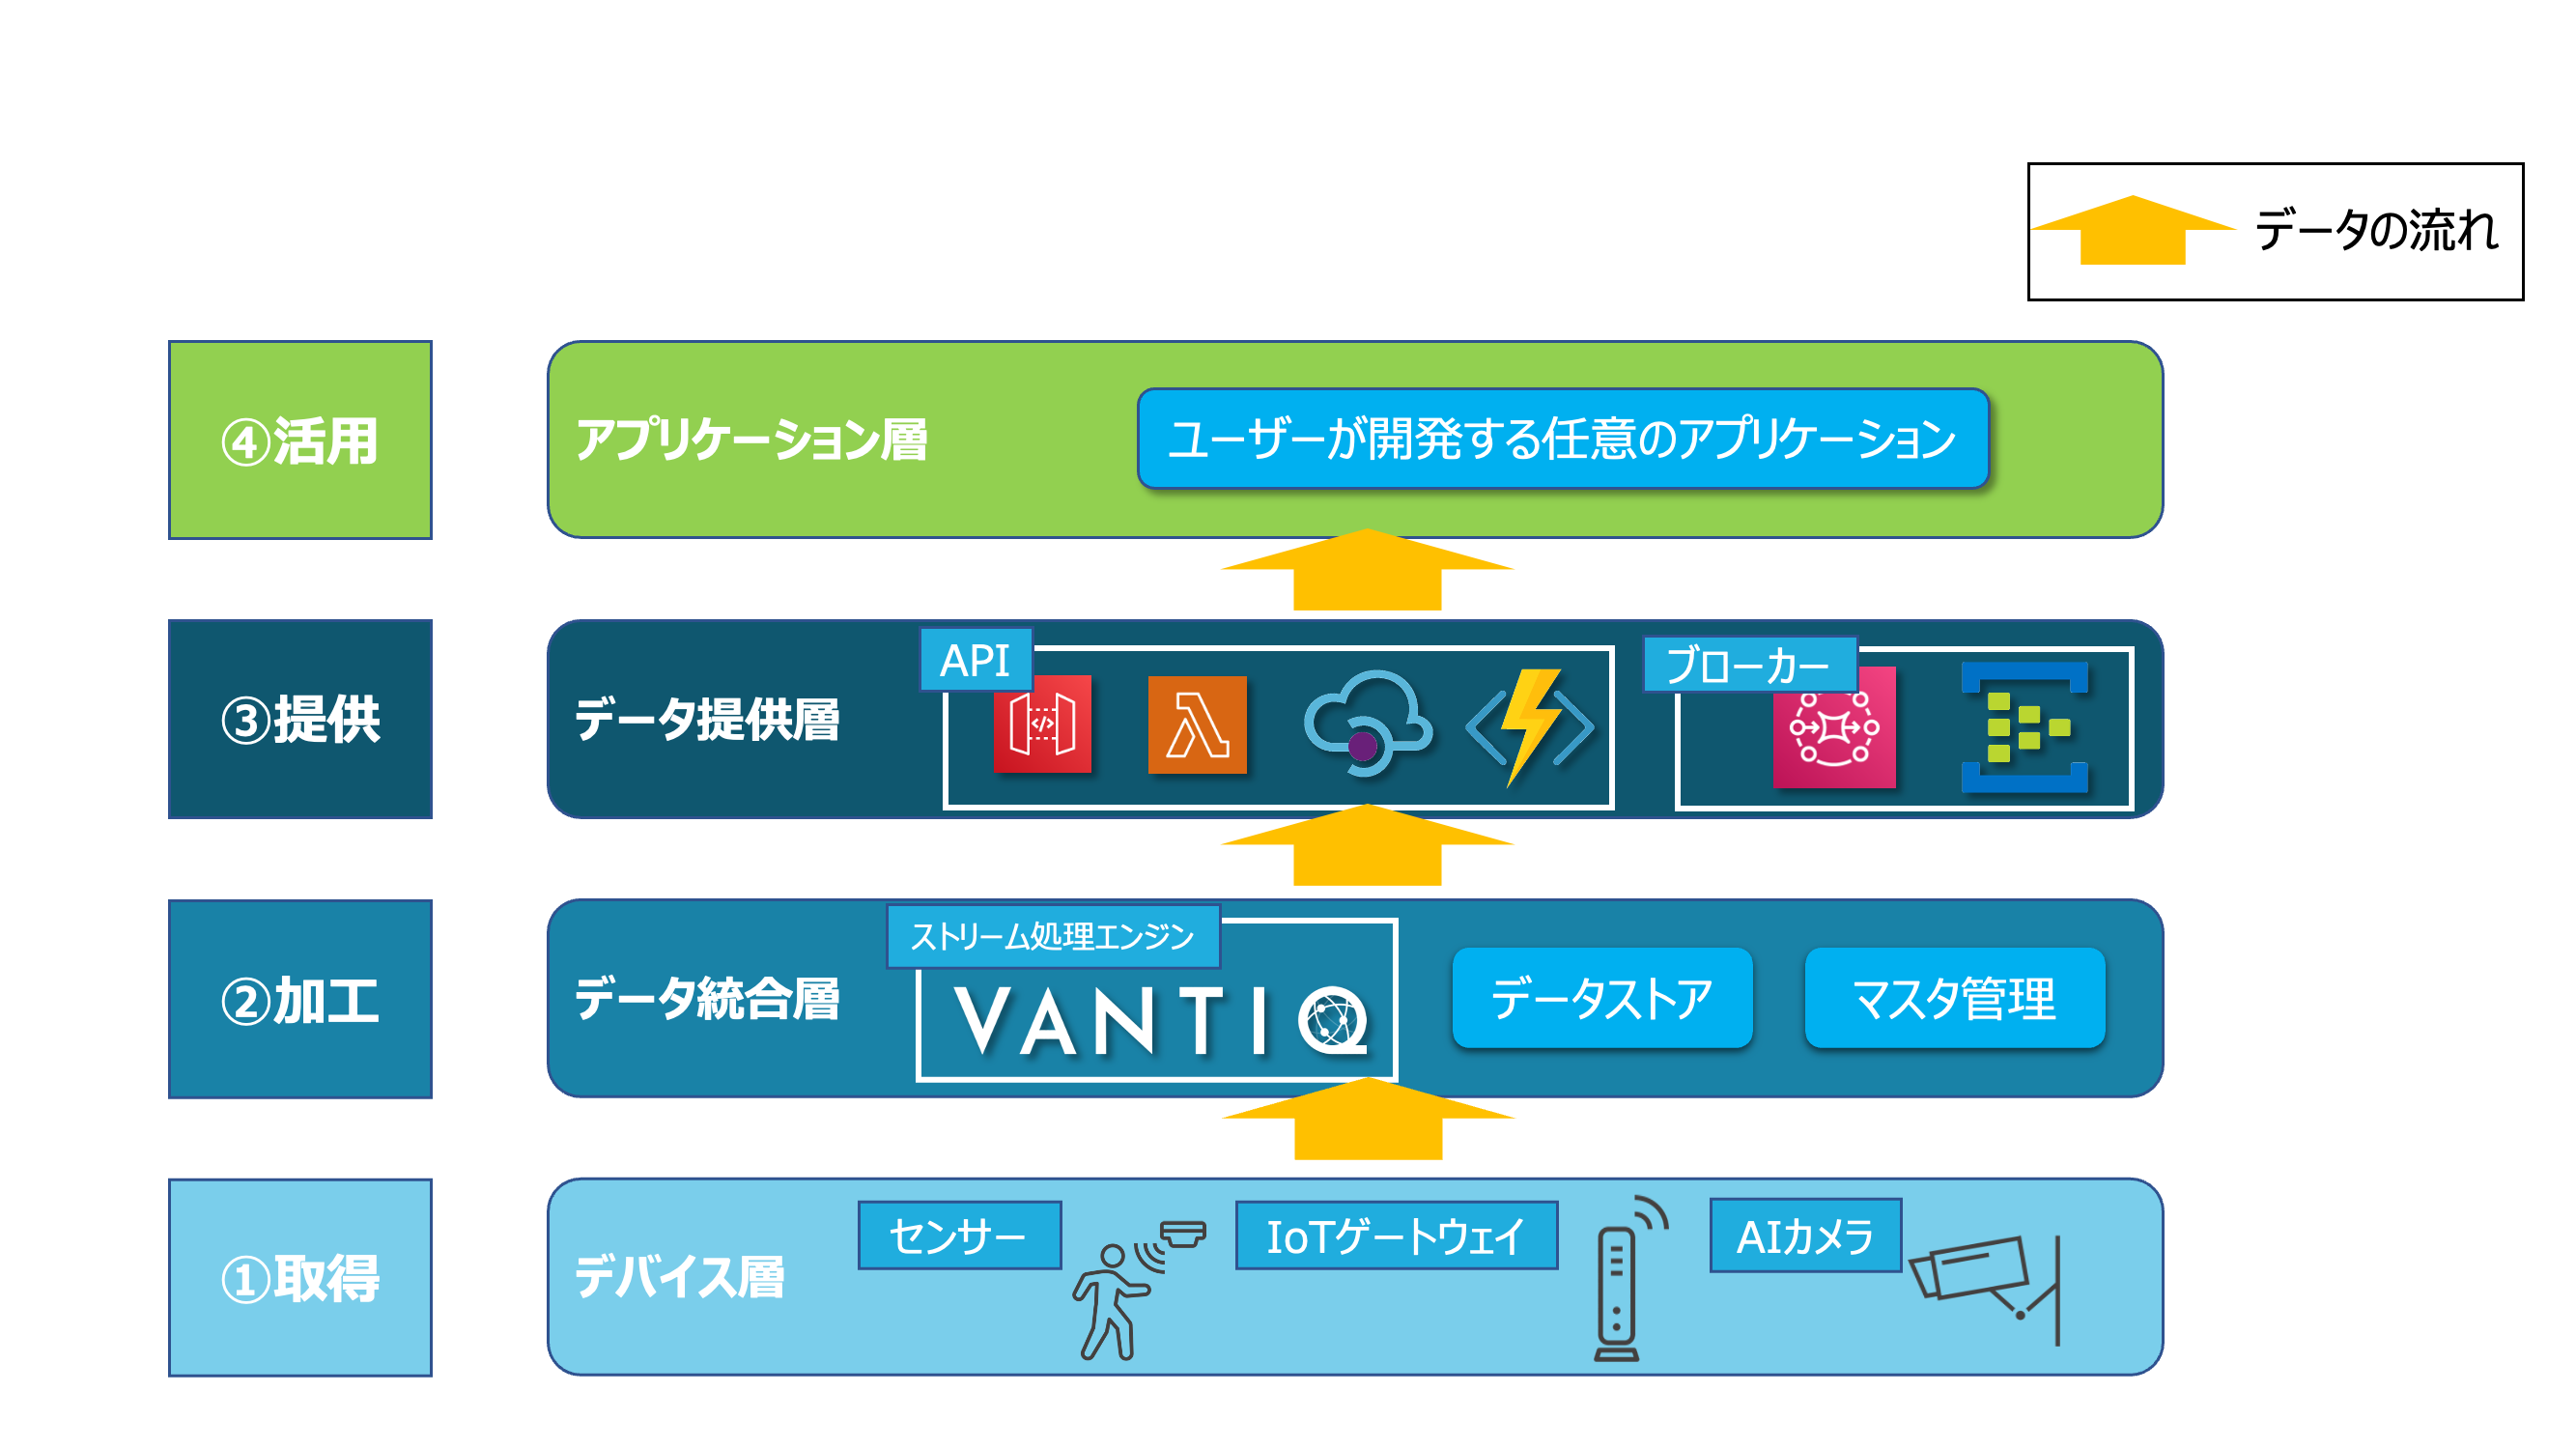 データの流れ
④活用
アプリケーション層
ユーザーが開発する任意のアプリケーション
③提供
データ提供層
API
ブローカー
②加工
データ統合層
ストリーム処理エンジン
VANTIQ
データストア
マスタ管理
①取得
デバイス層
センサー
IoTゲートウェイ
AIカメラ